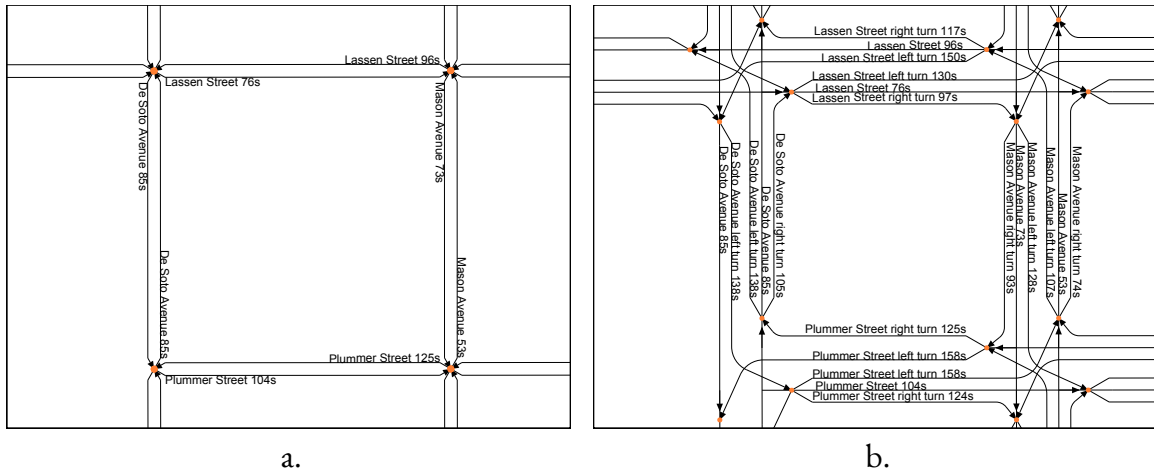 Lassen Street 96s
Lassen Street 76s
De Soto Avenue 85s
Mason Avenue 73s
De Soto Avenue 85s
Mason Avenue 53s
Plummer Street 125s
Plummer Street 104s
a.
Lassen Street right turn 117s
Lassen Street 96s
Lassen Street left turn 150s
Lassen Street left turn 130s
Lassen Street 76s
Lassen Street right turn 97s
De Soto Avenue 85s
De Soto Avenue left turn 138s
De Soto Avenue left turn 138s
De Soto Avenue 85s
De Soto Avenue right turn 105s
Mason Avenue right turn 93s
Mason Avenue 73s
Mason Avenue left turn 128s
Mason Avenue left turn 107s
Mason Avenue 53s
Mason Avenue right turn 74s
Plummer Street right turn 125s
Plummer Street left turn 158s
Plummer Street left turn 158s
Plummer Street 104s
Plummer Street right turn 124s
b.